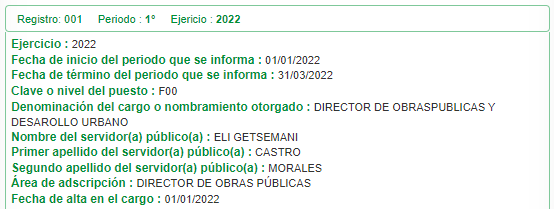 Registro: 001 Periodo : 1° Ejericio : 2022
Ejercicio : 2022
Fecha de inicio del periodo que se informa : 01/01/2022
Fecha de término del periodo que se informa : 31/03/2022
Clave o nivel del puesto : F00
Denominación del cargo o nombramiento otorgado : DIRECTOR DE OBRASPUBLICAS Y
DESAROLLO URBANO
Nombre del servidor(a) público(a) : ELI GETSEMANI
Primer apellido del servidor(a) público(a) : CASTRO
Segundo apellido del servidor(a) público(a) : MORALES
Área de adscripción : DIRECTOR DE OBRAS PÚBLICAS
Fecha de alta en el cargo : 01/01/2022